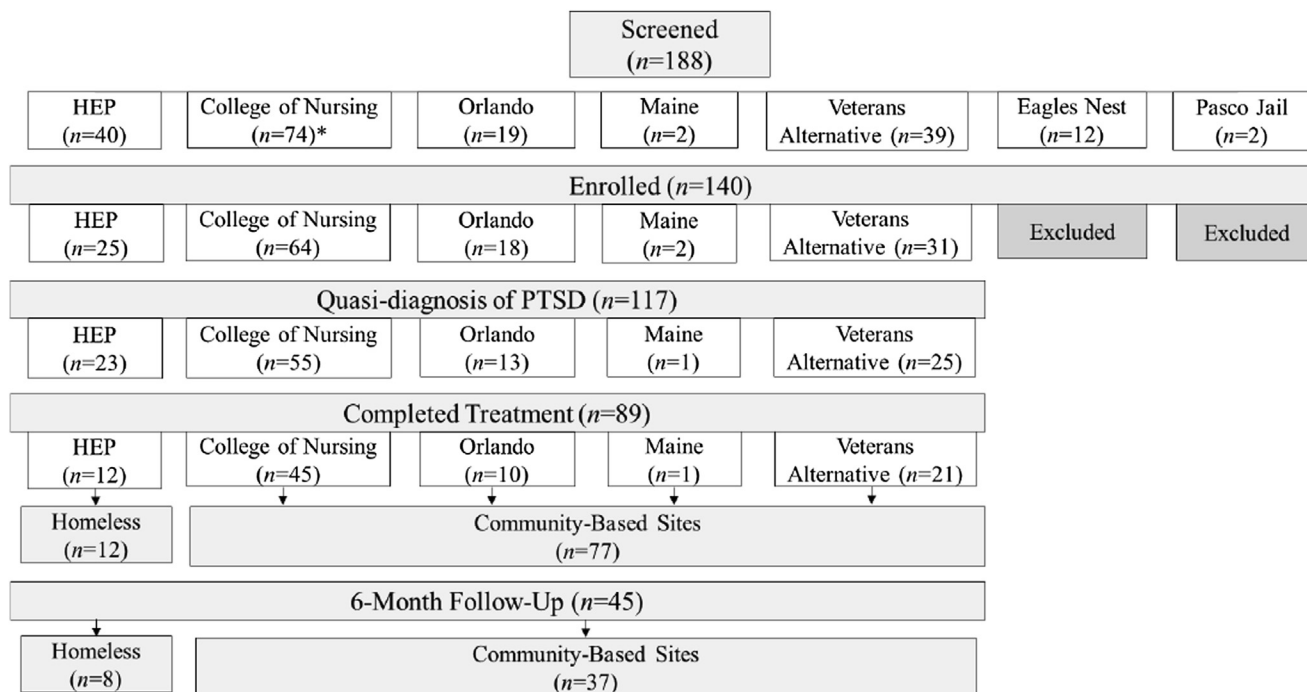 Screened
(n=188)
HEP
(n=40)
College of Nursing
(n=74)*
Orlando
(n=19)
Maine
(n=2)
Veterans
Alternative (n=39)
Eagles Nest
(n=12)
Pasco Jail
(n=2)
Enrolled (n=140)
HEP
(n=25)
College of Nursing
(n=64)
Orlando
(n=18)
Maine
(n=2)
Veterans
Alternative (n=31)
Excluded
Excluded
Quasi-diagnosis of PTSD (n=117)
HEP
(n=23)
College of Nursing
(n=55)
Orlando
(n=13)
Maine
(n=1)
Veterans
Alternative (n=25)
Completed Treatment (n=89)
HEP
(n=12)
College of Nursing
(n=45)
Orlando
(n=10)
Maine
(n=1)
Veterans
Alternative (n=21)
Homeless
(n=12)
Community-Based Sites
(n=77)
6-Month Follow-Up (n=45)
Homeless
(n=8)
Community-Based Sites
(n=37)